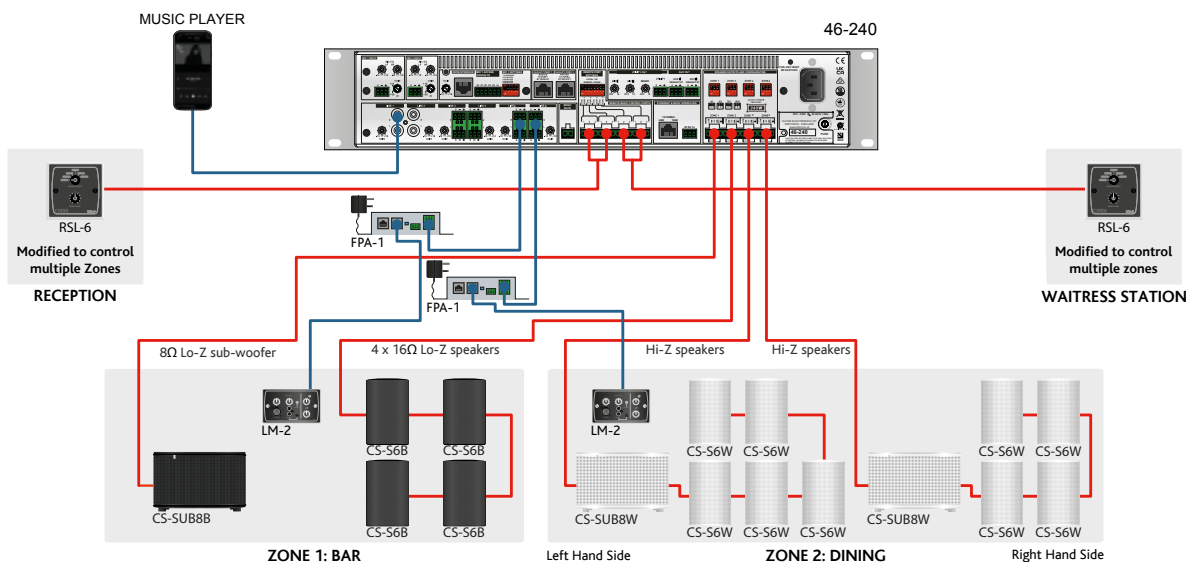 MUSIC PLAYER
46-240
46-240
RSL-6
Modified to control
multiple Zones
RECEPTION
RSL-6
Modified to control
multiple zones
WAITRESS STATION
FPA-1
FPA-1
8Ω Lo-Z sub-woofer
4 x 16Ω Lo-Z speakers
Hi-Z speakers
Hi-Z speakers
LM-2
CS-SUB8B
CS-S6B
CS-S6B
CS-S6B
CS-S6B
ZONE 1: BAR
LM-2
CS-SUB8W
CS-S6W
CS-S6W
CS-S6W
CS-S6W
CS-S6W
CS-SUB8W
CS-S6W
CS-S6W
CS-S6W
CS-S6W
Left Hand Side
ZONE 2: DINING
Right Hand Side